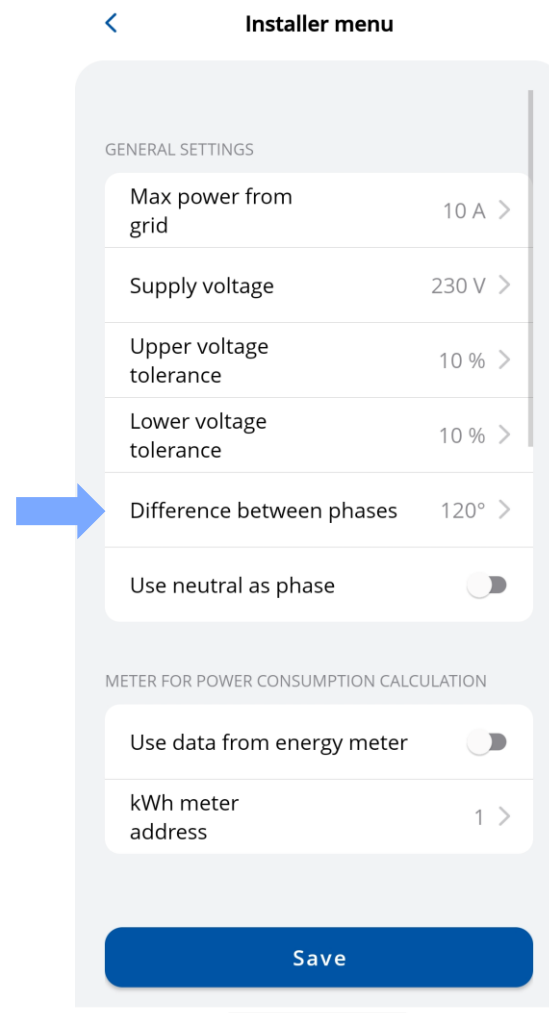 Installer menu
GENERAL SETTINGS
Max power from
grid
10 A
Supply voltage
230 V
Upper voltage
tolerance
10 %
Lower voltage
tolerance
10 %
Difference between phases
120°
Use neutral as phase
METER FOR POWER CONSUMPTION CALCULATION
Use data from energy meter
kWh meter
address
1
Save